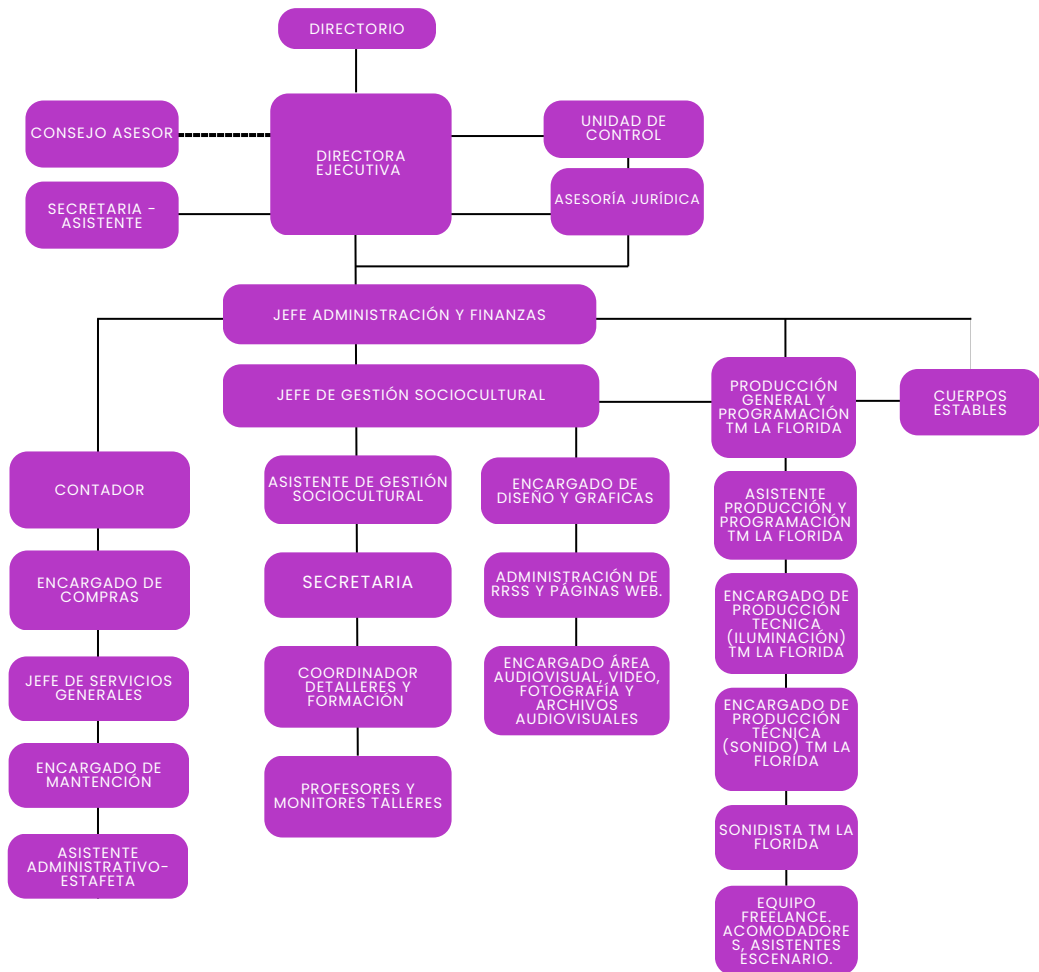 DIRECTORIO
CONSEJO ASESOR
DIRECTORA
EJECUTIVA
UNIDAD DE
CONTROL
SECRETARIA -
ASISTENTE
ASESORÍA JURÍDICA
JEFE ADMINISTRACIÓN Y FINANZAS
JEFE DE GESTIÓN SOCIOCULTURAL
PRODUCCIÓN
GENERAL Y
PROGRAMACIÓN
TM LA FLORIDA
CUERPOS
ESTABLES
CONTADOR
ENCARGADO DE
COMPRAS
JEFE DE SERVICIOS
GENERALES
ENCARGADO DE
MANTENCIÓN
ASISTENTE
ADMINISTRATIVO-
ESTAFETA
ASISTENTE DE GESTIÓN
SOCIOCULTURAL
SECRETARIA
COORDINADOR
DETALLERES Y
FORMACIÓN
PROFESORES Y
MONITORES TALLERES
ENCARGADO DE
DISEÑO Y GRAFICAS
ADMINISTRACIÓN DE
RRSS Y PÁGINAS WEB.
ENCARGADO ÁREA
AUDIOVISUAL, VIDEO,
FOTOGRAFÍA Y
ARCHIVOS
AUDIOVISUALES
ASISTENTE
PRODUCCIÓN Y
PROGRAMACIÓN
TM LA FLORIDA
ENCARGADO DE
PRODUCCIÓN
TECNICA
(ILUMINACIÓN)
TM LA FLORIDA
ENCARGADO DE
PRODUCCIÓN
TÉCNICA
(SONIDO) TM LA
FLORIDA
SONIDISTA TM LA
FLORIDA
EQUIPO
FREELANCE.
ACOMODADORE
S, ASISTENTES
ESCENARIO.